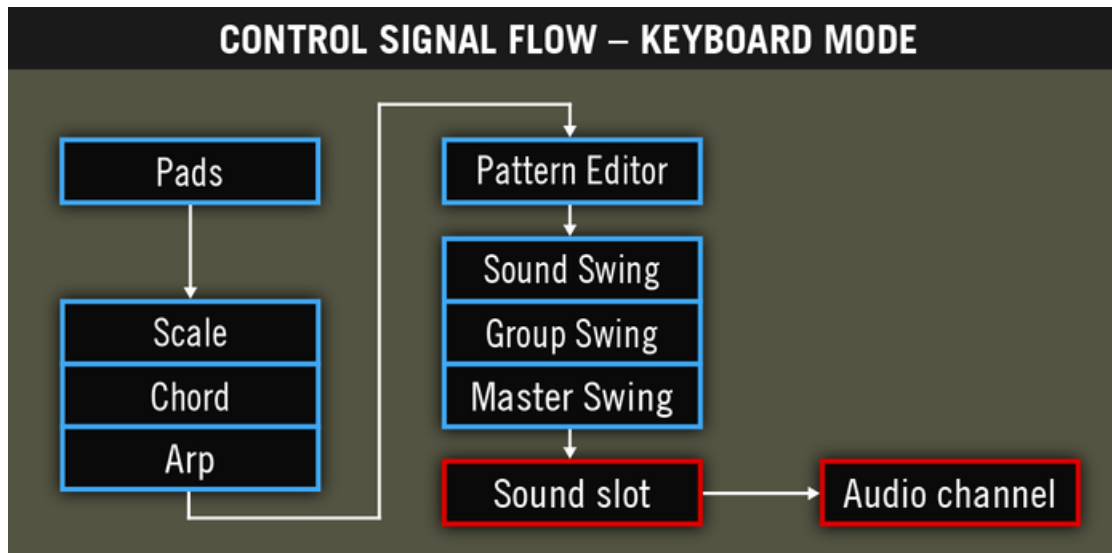 CONTROL SIGNAL FLOW – KEYBOARD MODE
Pads
Scale
Chord
Arp
Pattern Editor
Sound Swing
Group Swing
Master Swing
Sound slot
Audio channel